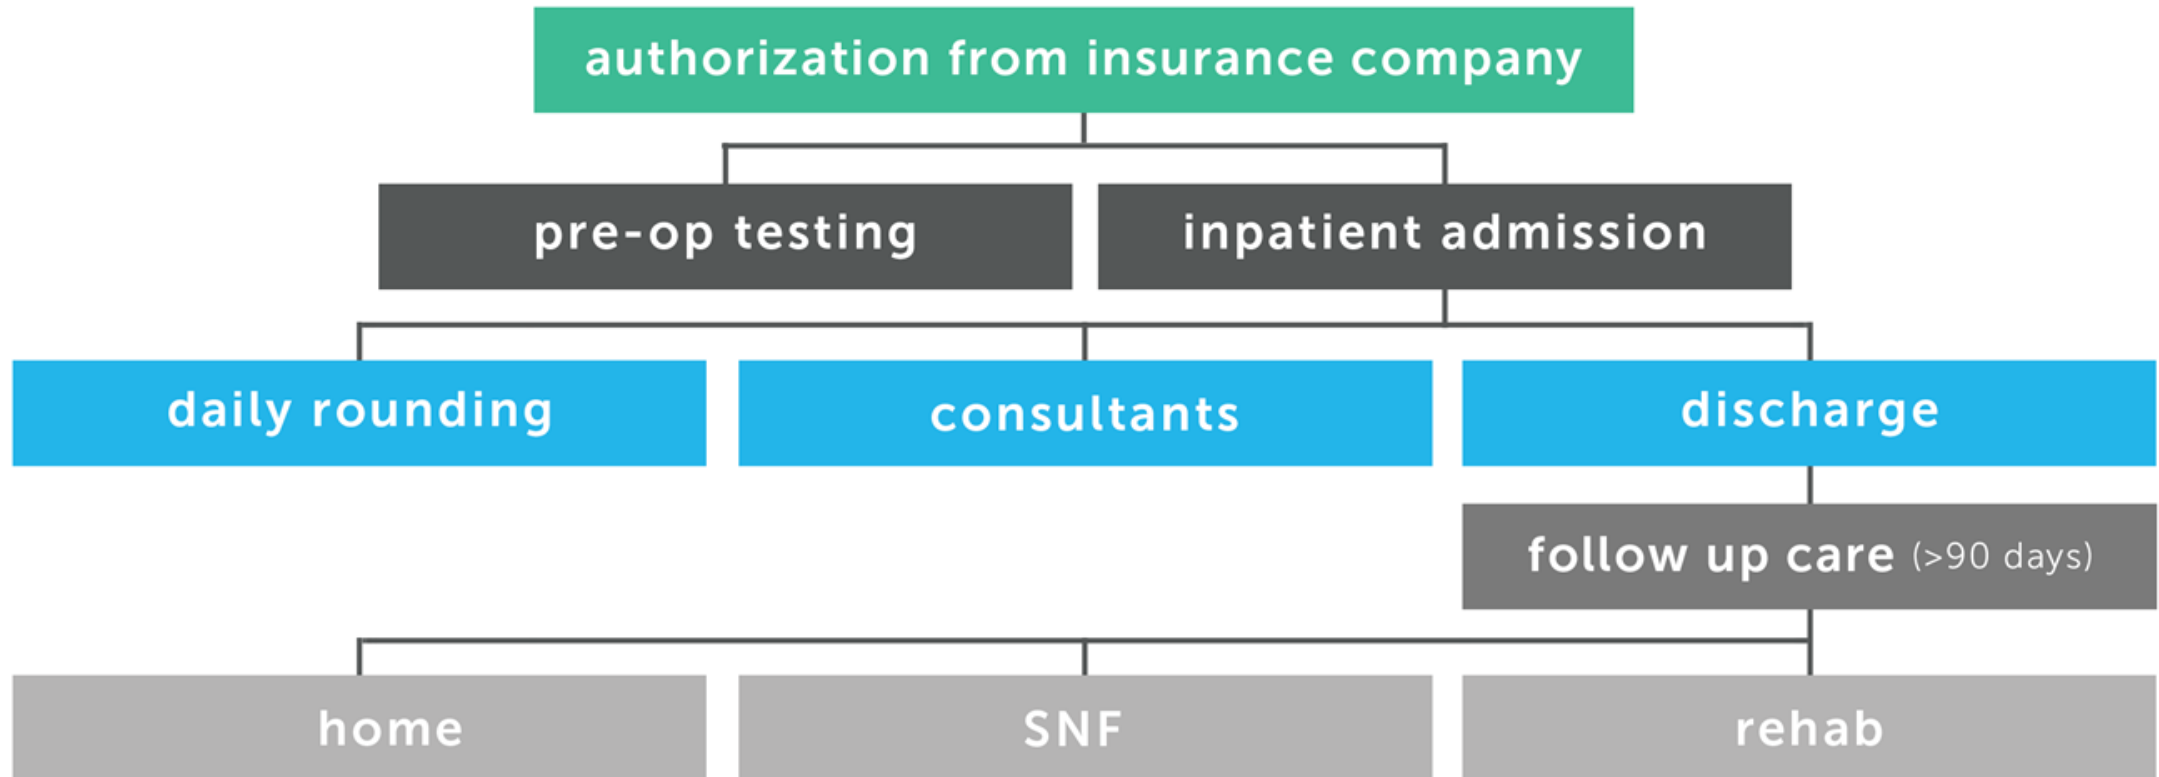 authorization from insurance company
pre-op testing
inpatient admission
daily rounding
consultants
discharge
follow up care (>90 days)
home
SNF
rehab